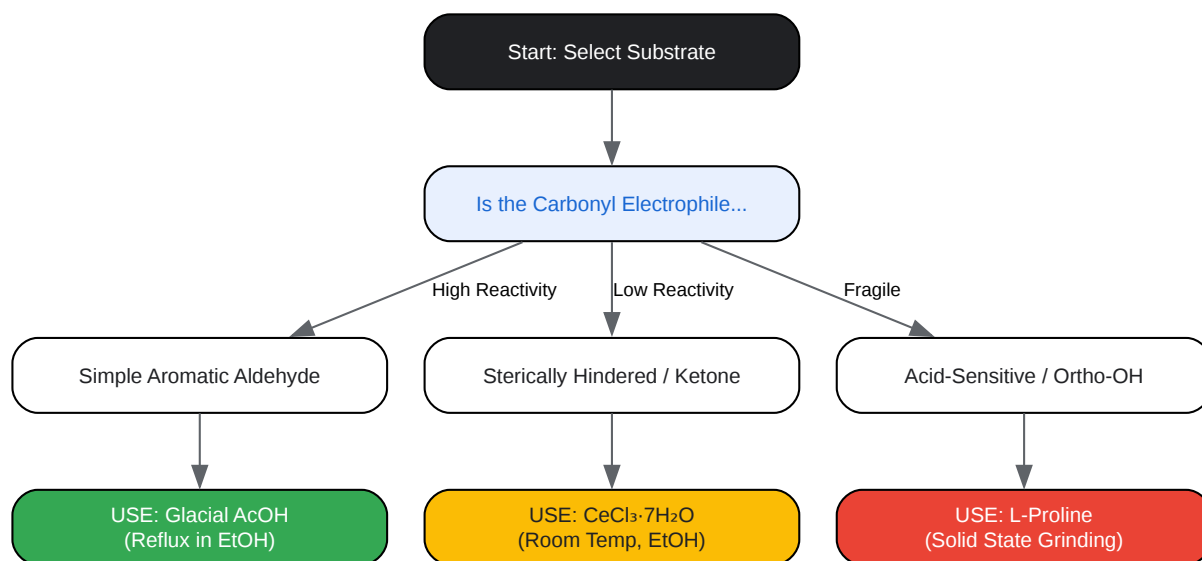 Start: Select Substrate
Is the Carbonyl Electrophile...
High Reactivity
Low Reactivity
Fragile
Simple Aromatic Aldehyde
Sterically Hindered / Ketone
Acid-Sensitive / Ortho-OH
USE: Glacial AcOH
(Reflux in EtOH)
USE: CeCl₃·7H₂O
(Room Temp, EtOH)
USE: L-Proline
(Solid State Grinding)